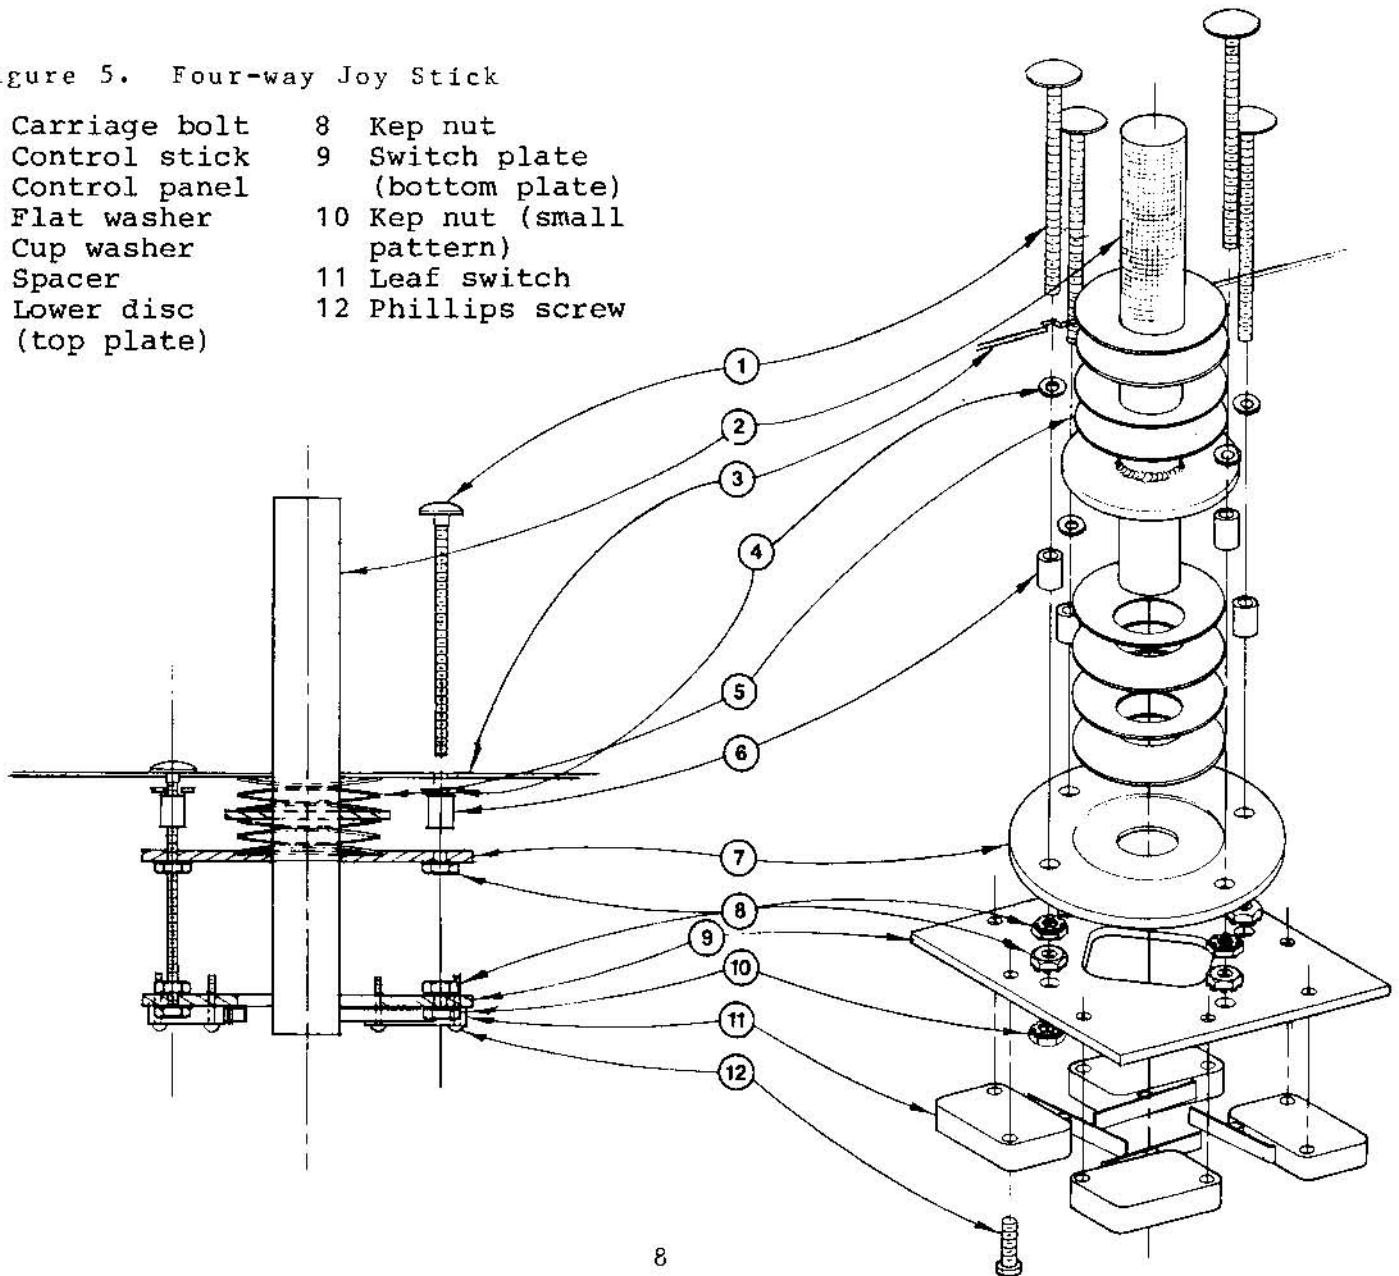 igure 5. Four-way Joy Stick
Carriage bolt
Control stick
Control panel
Flat washer
Cup washer
Spacer
Lower disc
(top plate)
8 Kep nut
9 Switch plate
(bottom plate)
10 Kep nut (small
pattern)
11 Leaf switch
12 Phillips screw
1
2
3
4
5
6
7
8
9
10
11
12
8